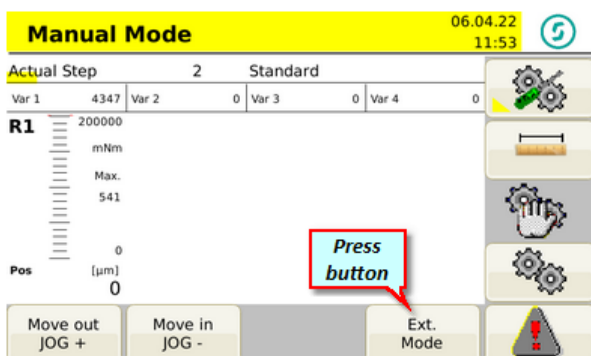 Manual Mode
06.04.22
11:53
Actual Step 2 Standard
Var 1 4347 Var 2 0 Var 3 0 Var 4 0
R1 200000
mNm
Max.
541
0
Pos [µm]
0
Press
button
Move out
JOG +
Move in
JOG -
Ext.
Mode